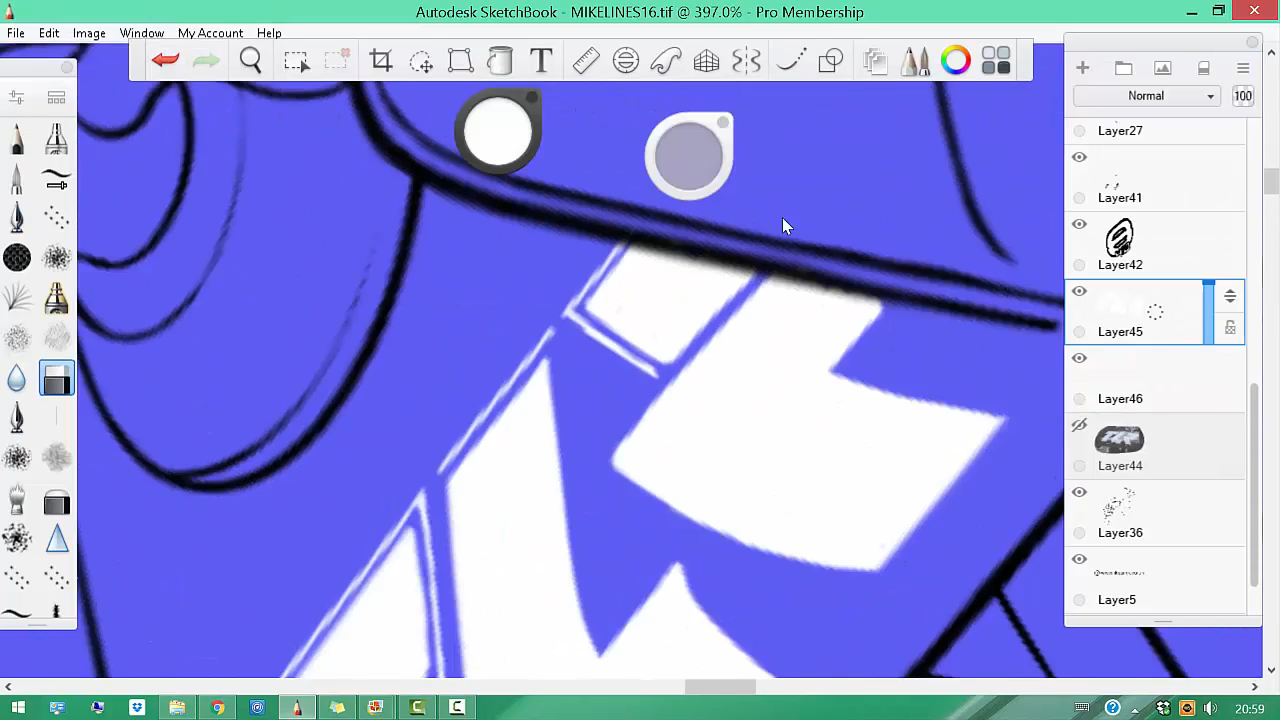 Autodesk SketchBook - MIKELINES16.tif @ 397.0% - Pro Membership
File Edit Image Window My Account Help
T
Normal 100
Layer27
Layer41
Layer42
Layer45
Layer46
Layer44
Layer36
Layer5
20:59